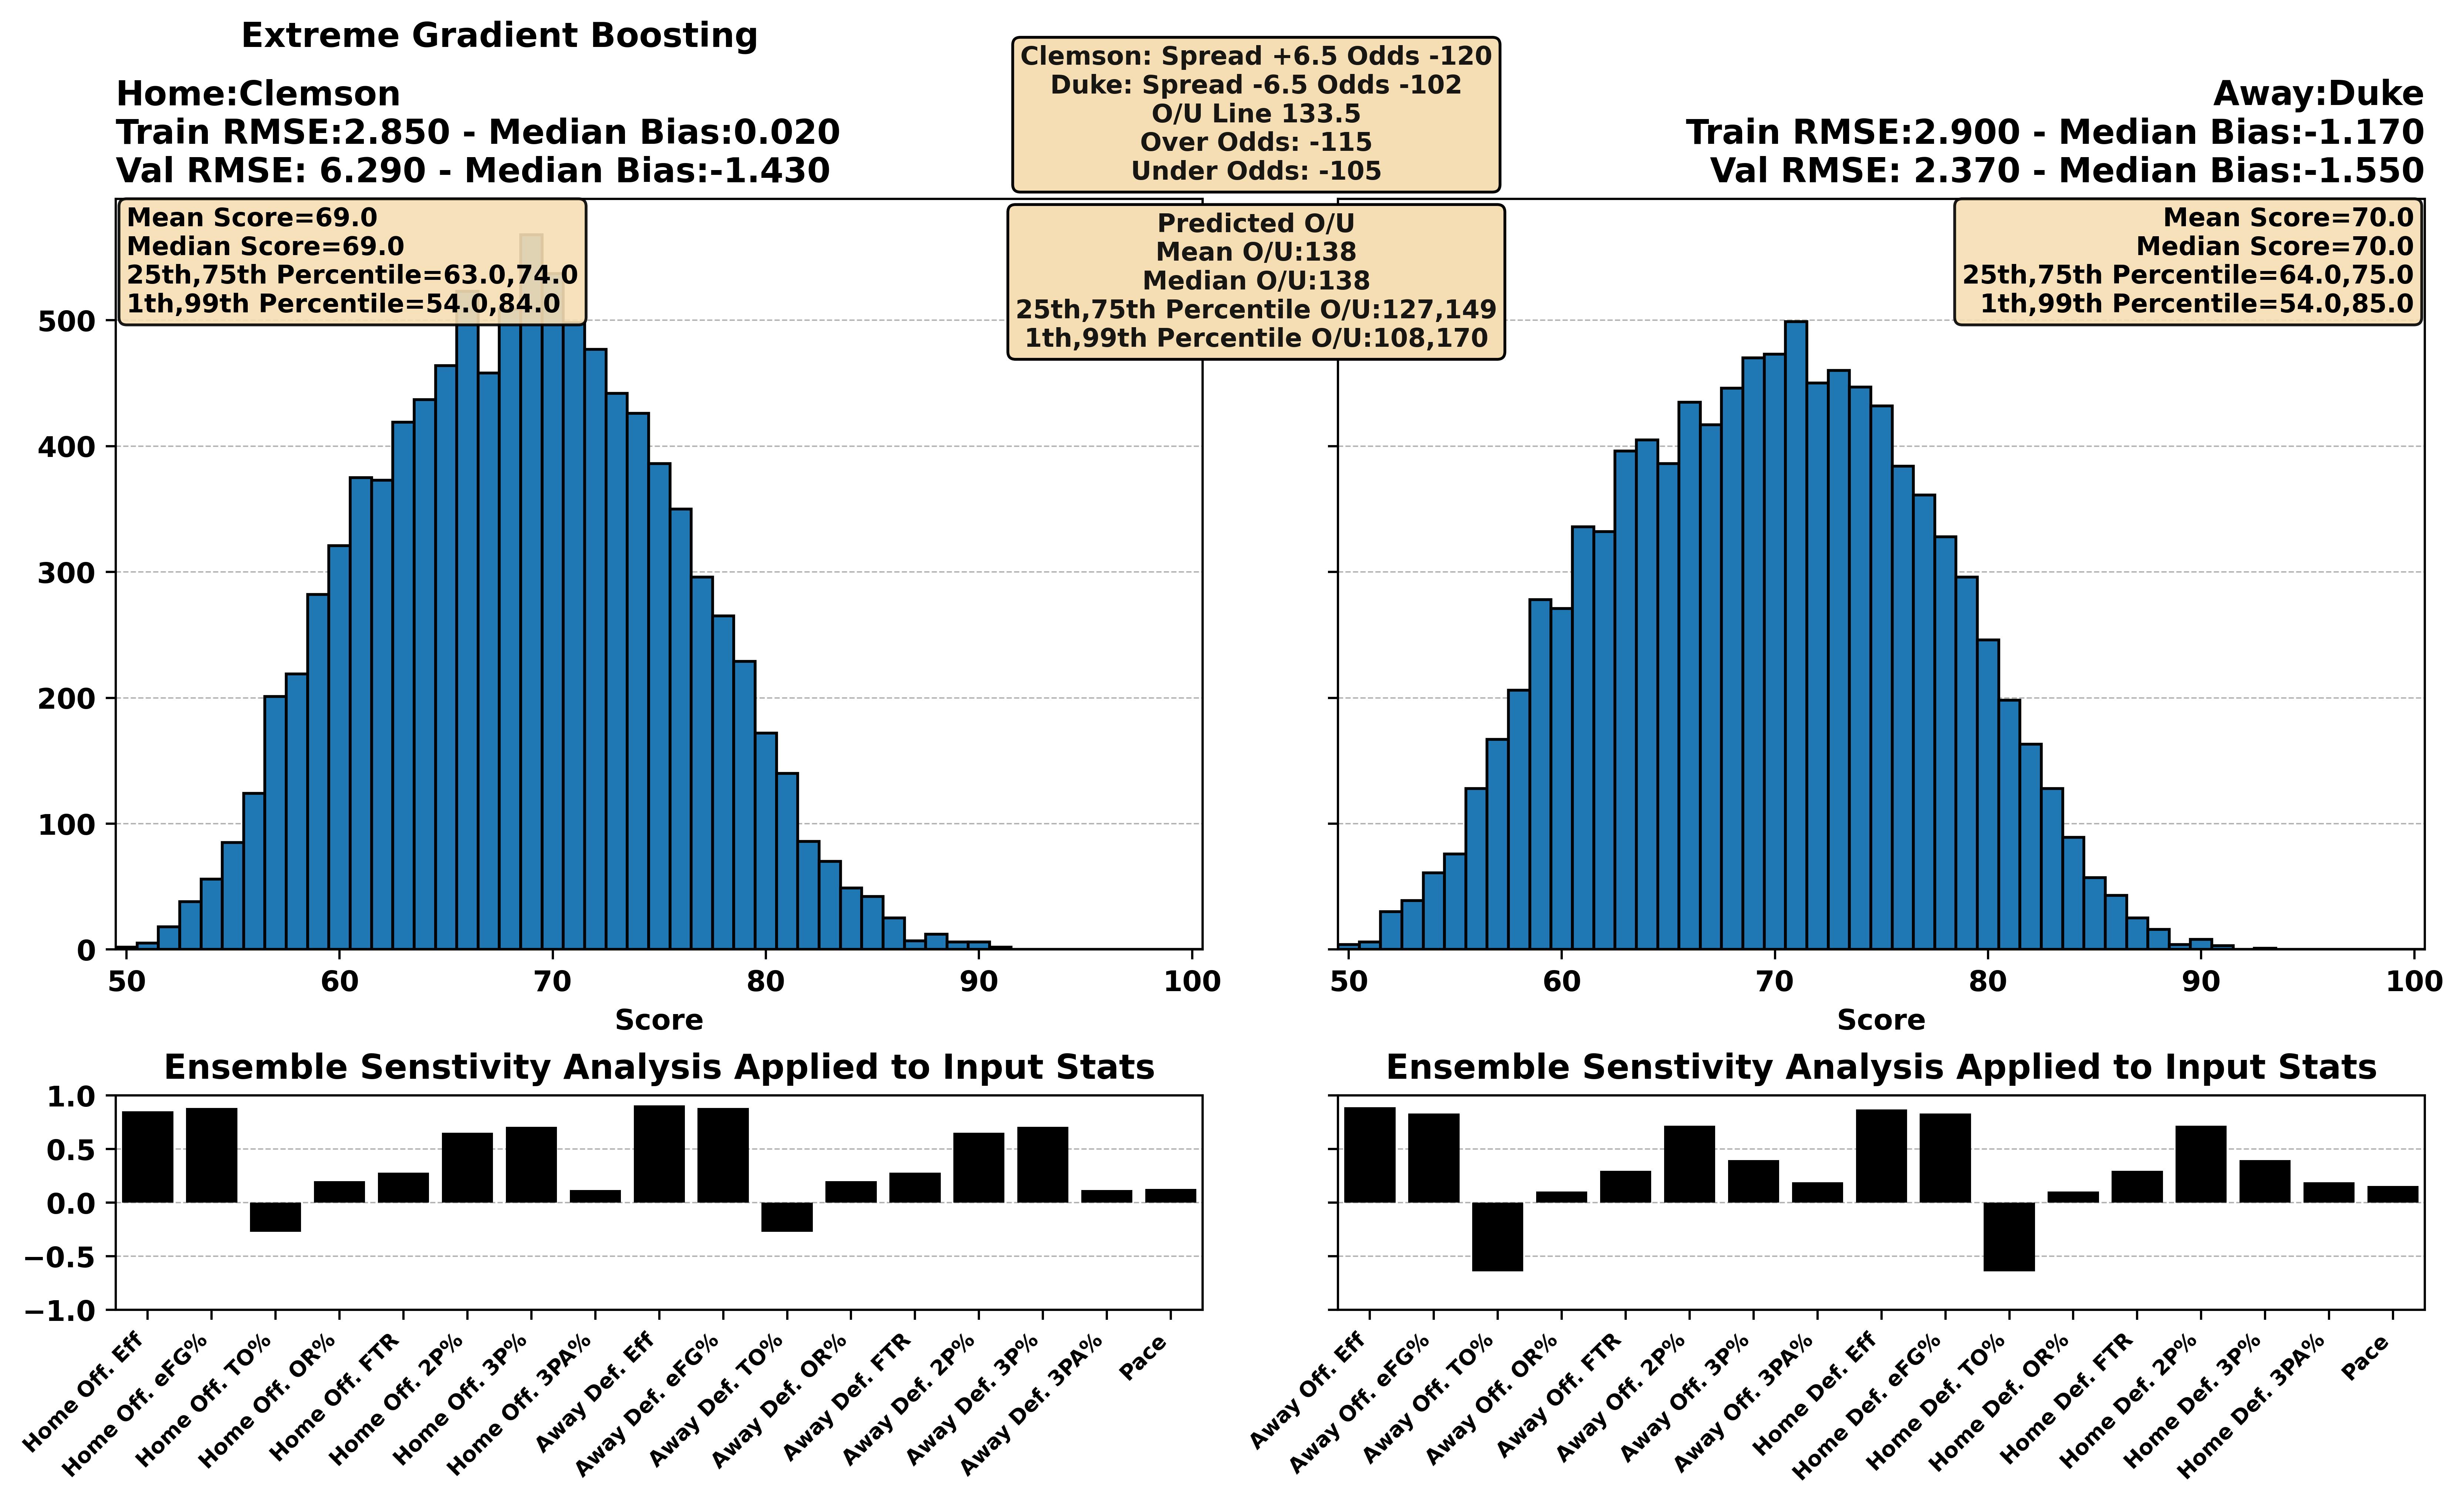 Extreme Gradient Boosting
Home:Clemson
Train RMSE:2.850 - Median Bias:0.020
Val RMSE: 6.290 - Median Bias:-1.430
Clemson: Spread +6.5 Odds -120
Duke: Spread -6.5 Odds -102
O/U Line 133.5
Over Odds: -115
Under Odds: -105
Away:Duke
Train RMSE:2.900 - Median Bias:-1.170
Val RMSE: 2.370 - Median Bias:-1.550
Mean Score=69.0
Median Score=69.0
25th,75th Percentile=63.0,74.0
1th,99th Percentile=54.0,84.0
Predicted O/U
Mean O/U:138
Median O/U:138
25th,75th Percentile O/U:127,149
1th,99th Percentile O/U:108,170
Mean Score=70.0
Median Score=70.0
25th,75th Percentile=64.0,75.0
1th,99th Percentile=54.0,85.0
500
400
300
200
100
0
50 60 70 80 90 100
Score
50 60 70 80 90 100
Score
Ensemble Senstivity Analysis Applied to Input Stats
1.0
0.5
0.0
−0.5
−1.0
Home Off. Eff
Home Off. eFG%
Home Off. TO%
Home Off. OR%
Home Off. FTR
Home Off. 2P%
Home Off. 3P%
Home Off. 3PA%
Away Def. Eff
Away Def. eFG%
Away Def. TO%
Away Def. OR%
Away Def. FTR
Away Def. 2P%
Away Def. 3P%
Away Def. 3PA%
Pace
Ensemble Senstivity Analysis Applied to Input Stats
Away Off. Eff
Away Off. eFG%
Away Off. TO%
Away Off. OR%
Away Off. FTR
Away Off. 2P%
Away Off. 3P%
Away Off. 3PA%
Home Def. Eff
Home Def. eFG%
Home Def. TO%
Home Def. OR%
Home Def. FTR
Home Def. 2P%
Home Def. 3P%
Home Def. 3PA%
Pace